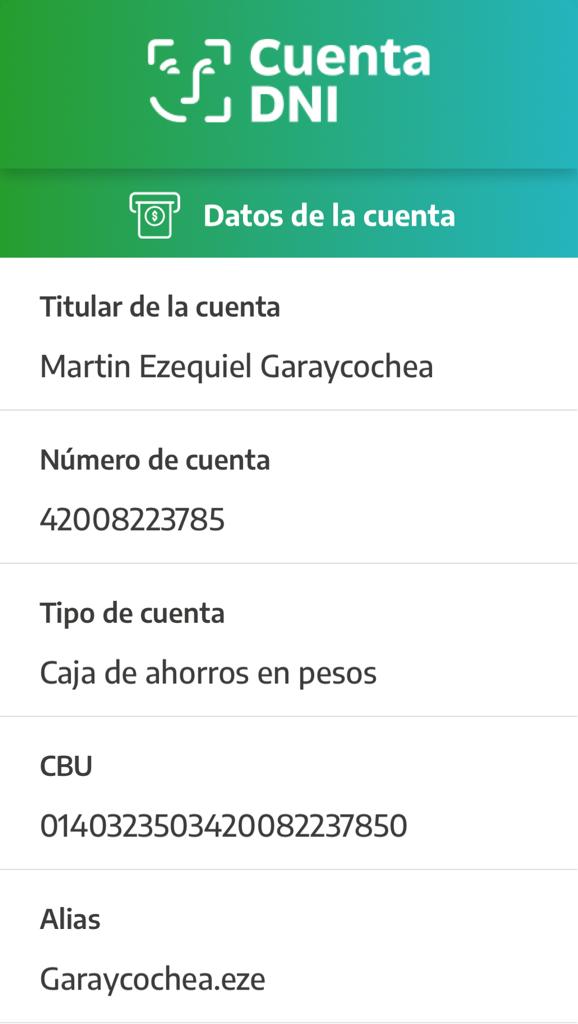 Cuenta
DNI
Datos de la cuenta
Titular de la cuenta
Martin Ezequiel Garaycochea
Número de cuenta
42008223785
Tipo de cuenta
Caja de ahorros en pesos
CBU
0140323503420082237850
Alias
Garaycochea.eze